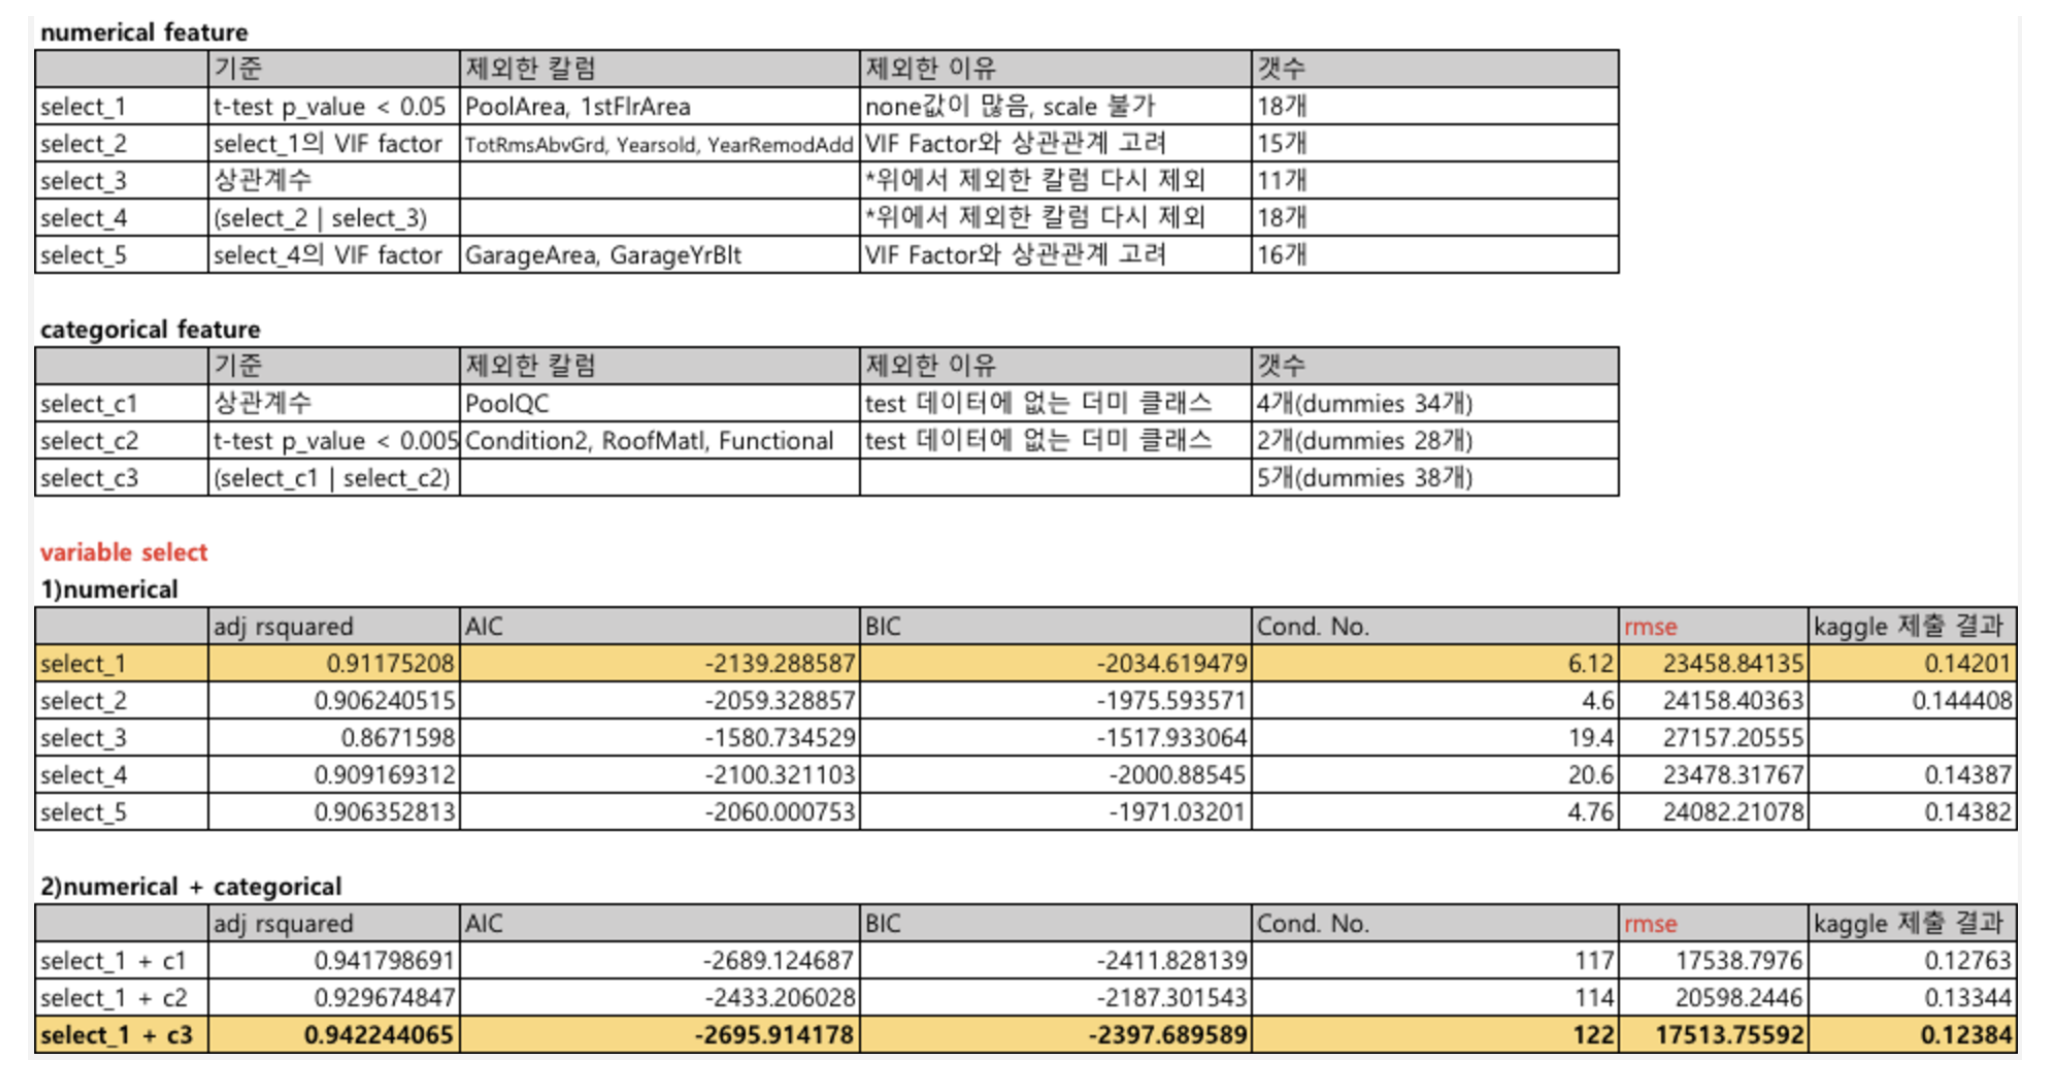 numerical feature
기준 제외한 칼럼 제외한 이유 갯수
select_1 t-test p_value < 0.05 PoolArea, 1stFlrArea none값이 많음, scale 불가 18개
select_2 select_1의 VIF factor TotRmsAbvGrd, Yearsold, YearRemodAdd VIF Factor와 상관관계 고려 15개
select_3 상관계수 *위에서 제외한 칼럼 다시 제외 11개
select_4 (select_2 | select_3) *위에서 제외한 칼럼 다시 제외 18개
select_5 select_4의 VIF factor GarageArea, GarageYrBlt VIF Factor와 상관관계 고려 16개
categorical feature
기준 제외한 칼럼 제외한 이유 갯수
select_c1 상관계수 PoolQC test 데이터에 없는 더미 클래스 4개(dummies 34개)
select_c2 t-test p_value < 0.005 Condition2, RoofMatl, Functional test 데이터에 없는 더미 클래스 2개(dummies 28개)
select_c3 (select_c1 | select_c2) 5개(dummies 38개)
variable select
1)numerical
adj rsquared AIC BIC Cond. No. rmse kaggle 제출 결과
select_1 0.91175208 -2139.288587 -2034.619479 6.12 23458.84135 0.14201
select_2 0.906240515 -2059.328857 -1975.593571 4.6 24158.40363 0.144408
select_3 0.8671598 -1580.734529 -1517.933064 19.4 27157.20555
select_4 0.909169312 -2100.321103 -2000.88545 20.6 23478.31767 0.14387
select_5 0.906352813 -2060.000753 -1971.03201 4.76 24082.21078 0.14382
2)numerical + categorical
adj rsquared AIC BIC Cond. No. rmse kaggle 제출 결과
select_1 + c1 0.941798691 -2689.124687 -2411.828139 117 17538.7976 0.12763
select_1 + c2 0.929674847 -2433.206028 -2187.301543 114 20598.2446 0.13344
select_1 + c3 0.942244065 -2695.914178 -2397.689589 122 17513.75592 0.12384